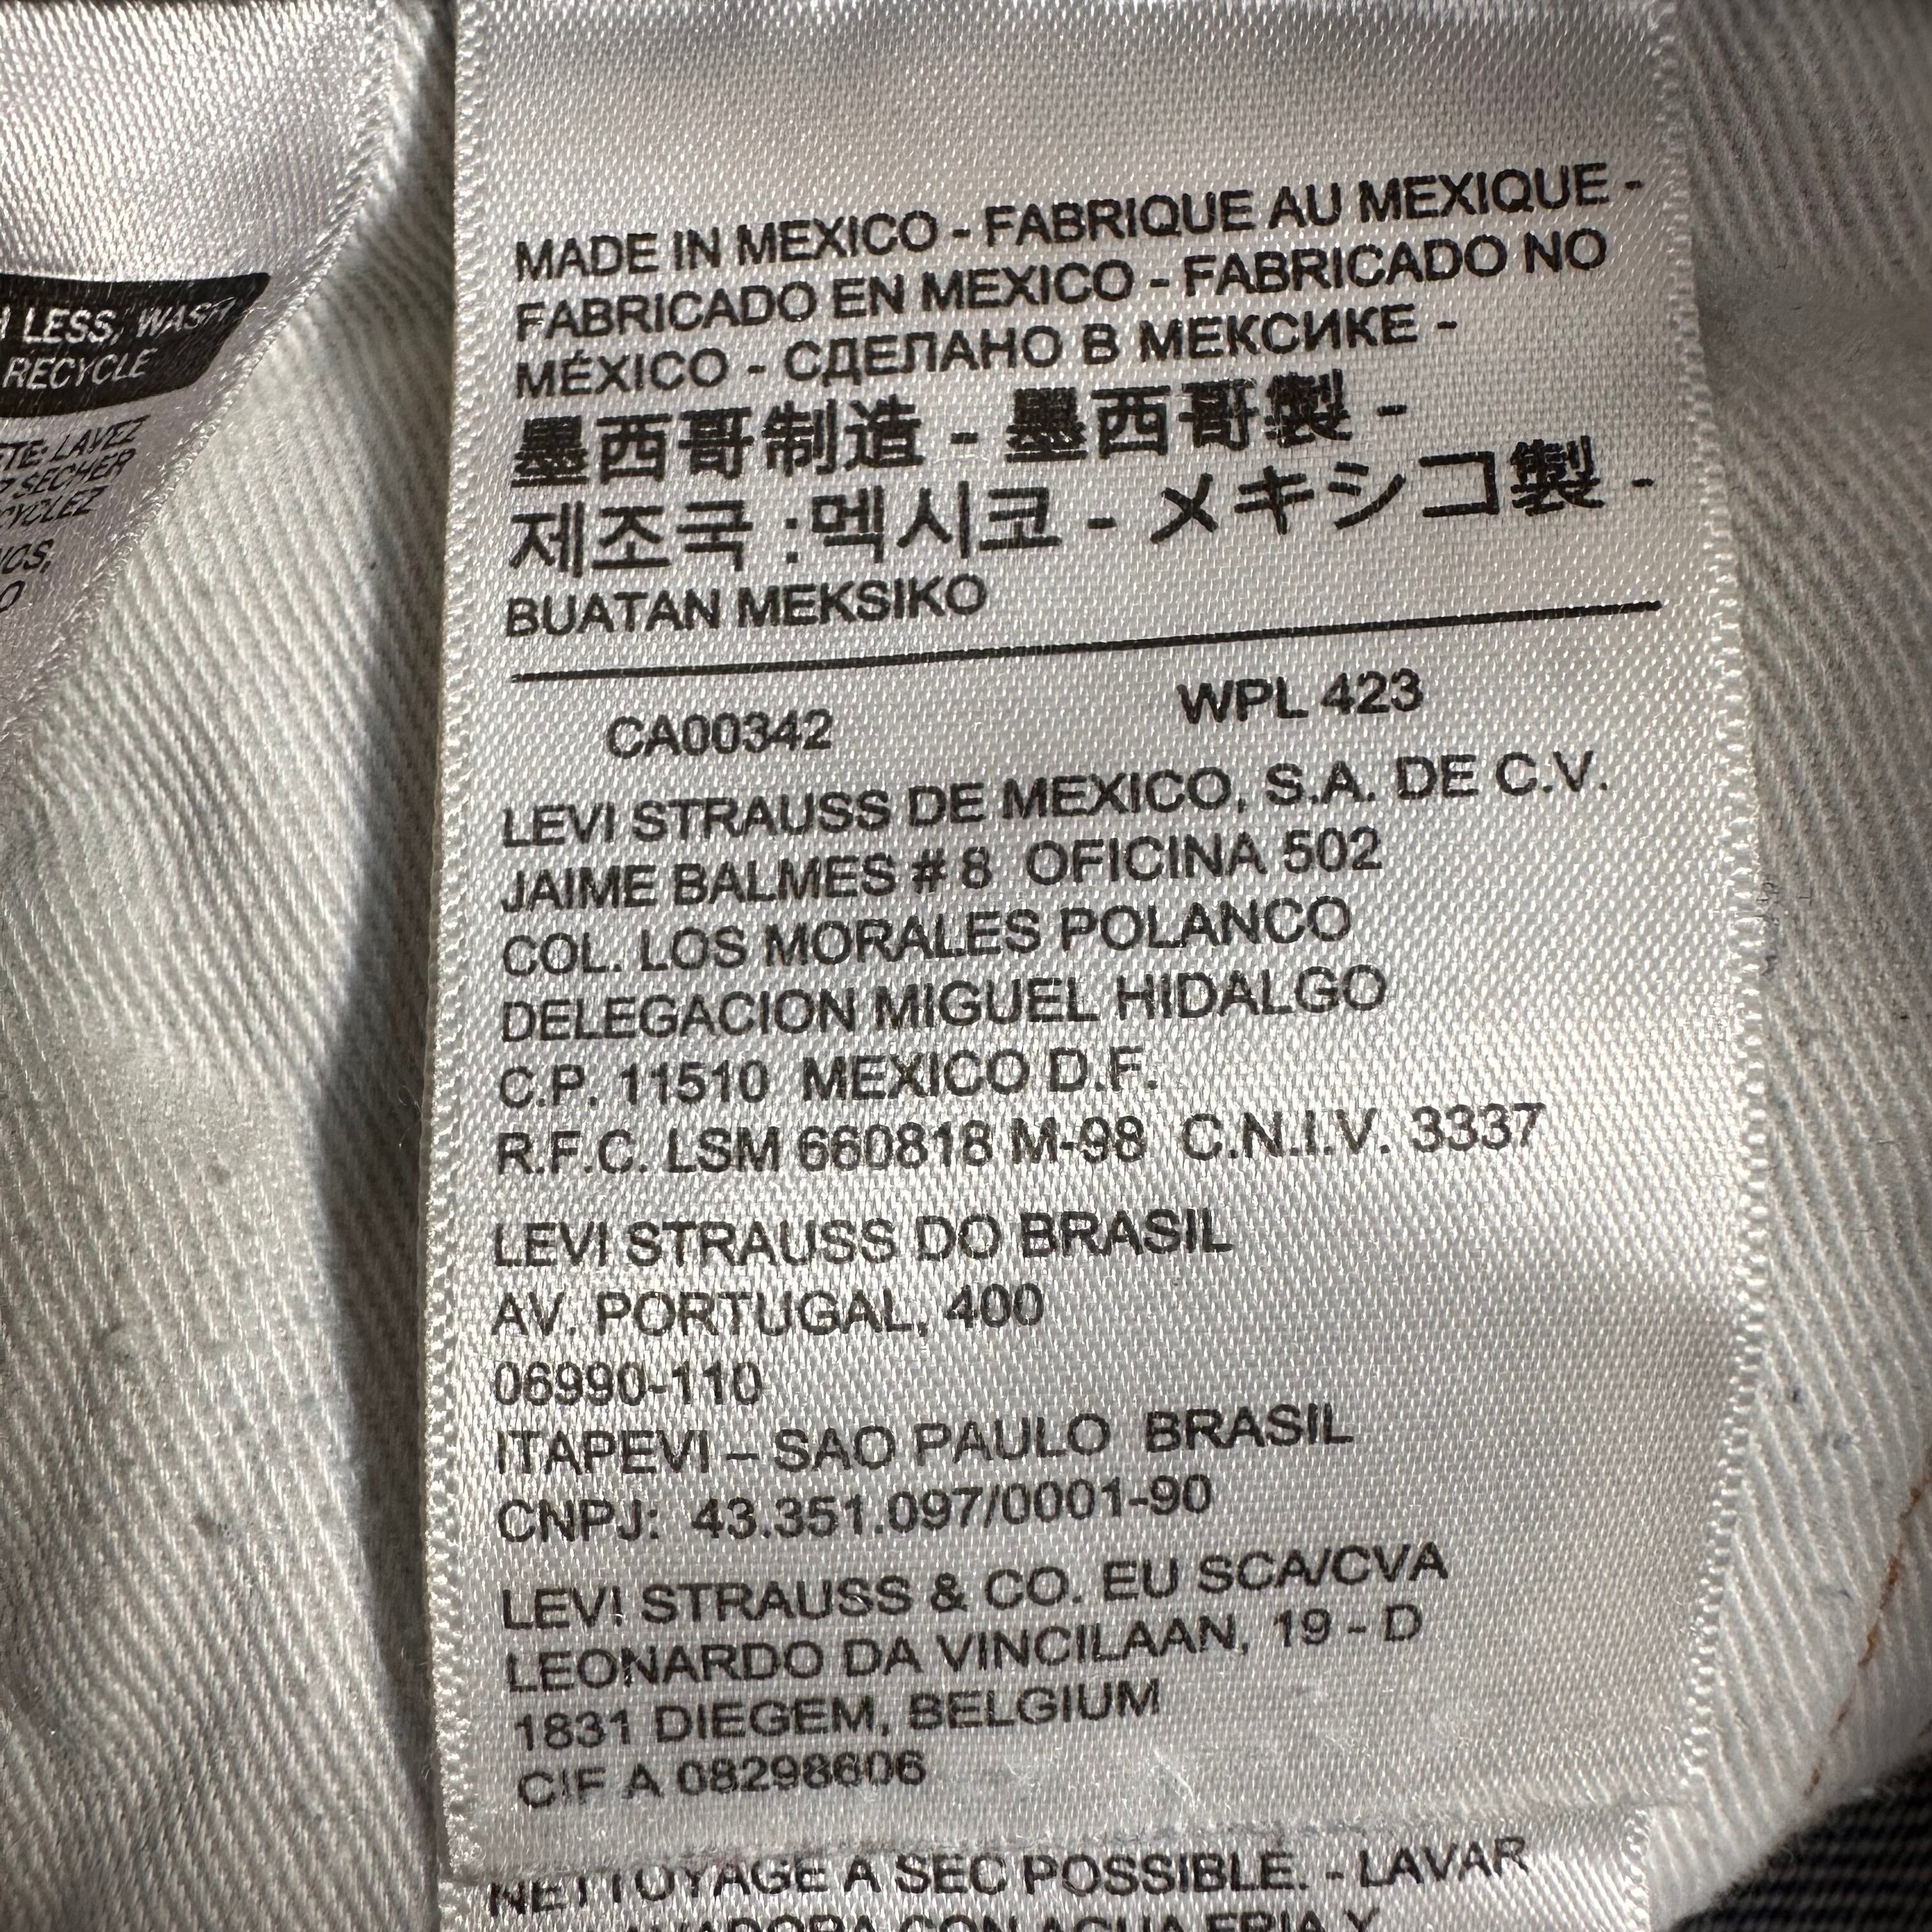 LESS, WASH
RECYCLE
LAVEZ
SECHER
MADE IN MEXICO - FABRIQUE AU MEXIQUE -
FABRICADO EN MEXICO - FABRICADO NO
MÉXICO - СДЕЛАНО В МЕКСИКЕ -
墨西哥制造 - 墨西哥製 -
제조국 :멕시코 - メキシコ製 -
BUATAN MEKSIKO
CA00342 WPL 423
LEVI STRAUSS DE MEXICO, S.A. DE C.V.
JAIME BALMES # 8 OFICINA 502
COL. LOS MORALES POLANCO
DELEGACION MIGUEL HIDALGO
C.P. 11510 MEXICO D.F.
R.F.C. LSM 660818 M-98 C.N.I.V. 3337
LEVI STRAUSS DO BRASIL
AV. PORTUGAL, 400
06990-110
ITAPEVI – SAO PAULO BRASIL
CNPJ: 43.351.097/0001-90
LEVI STRAUSS & CO. EU SCA/CVA
LEONARDO DA VINCILAAN, 19 - D
1831 DIEGEM, BELGIUM
CIF A 08298606
NETTOYAGE A SEC POSSIBLE. - LAVAR
CON AGUA FRIA Y